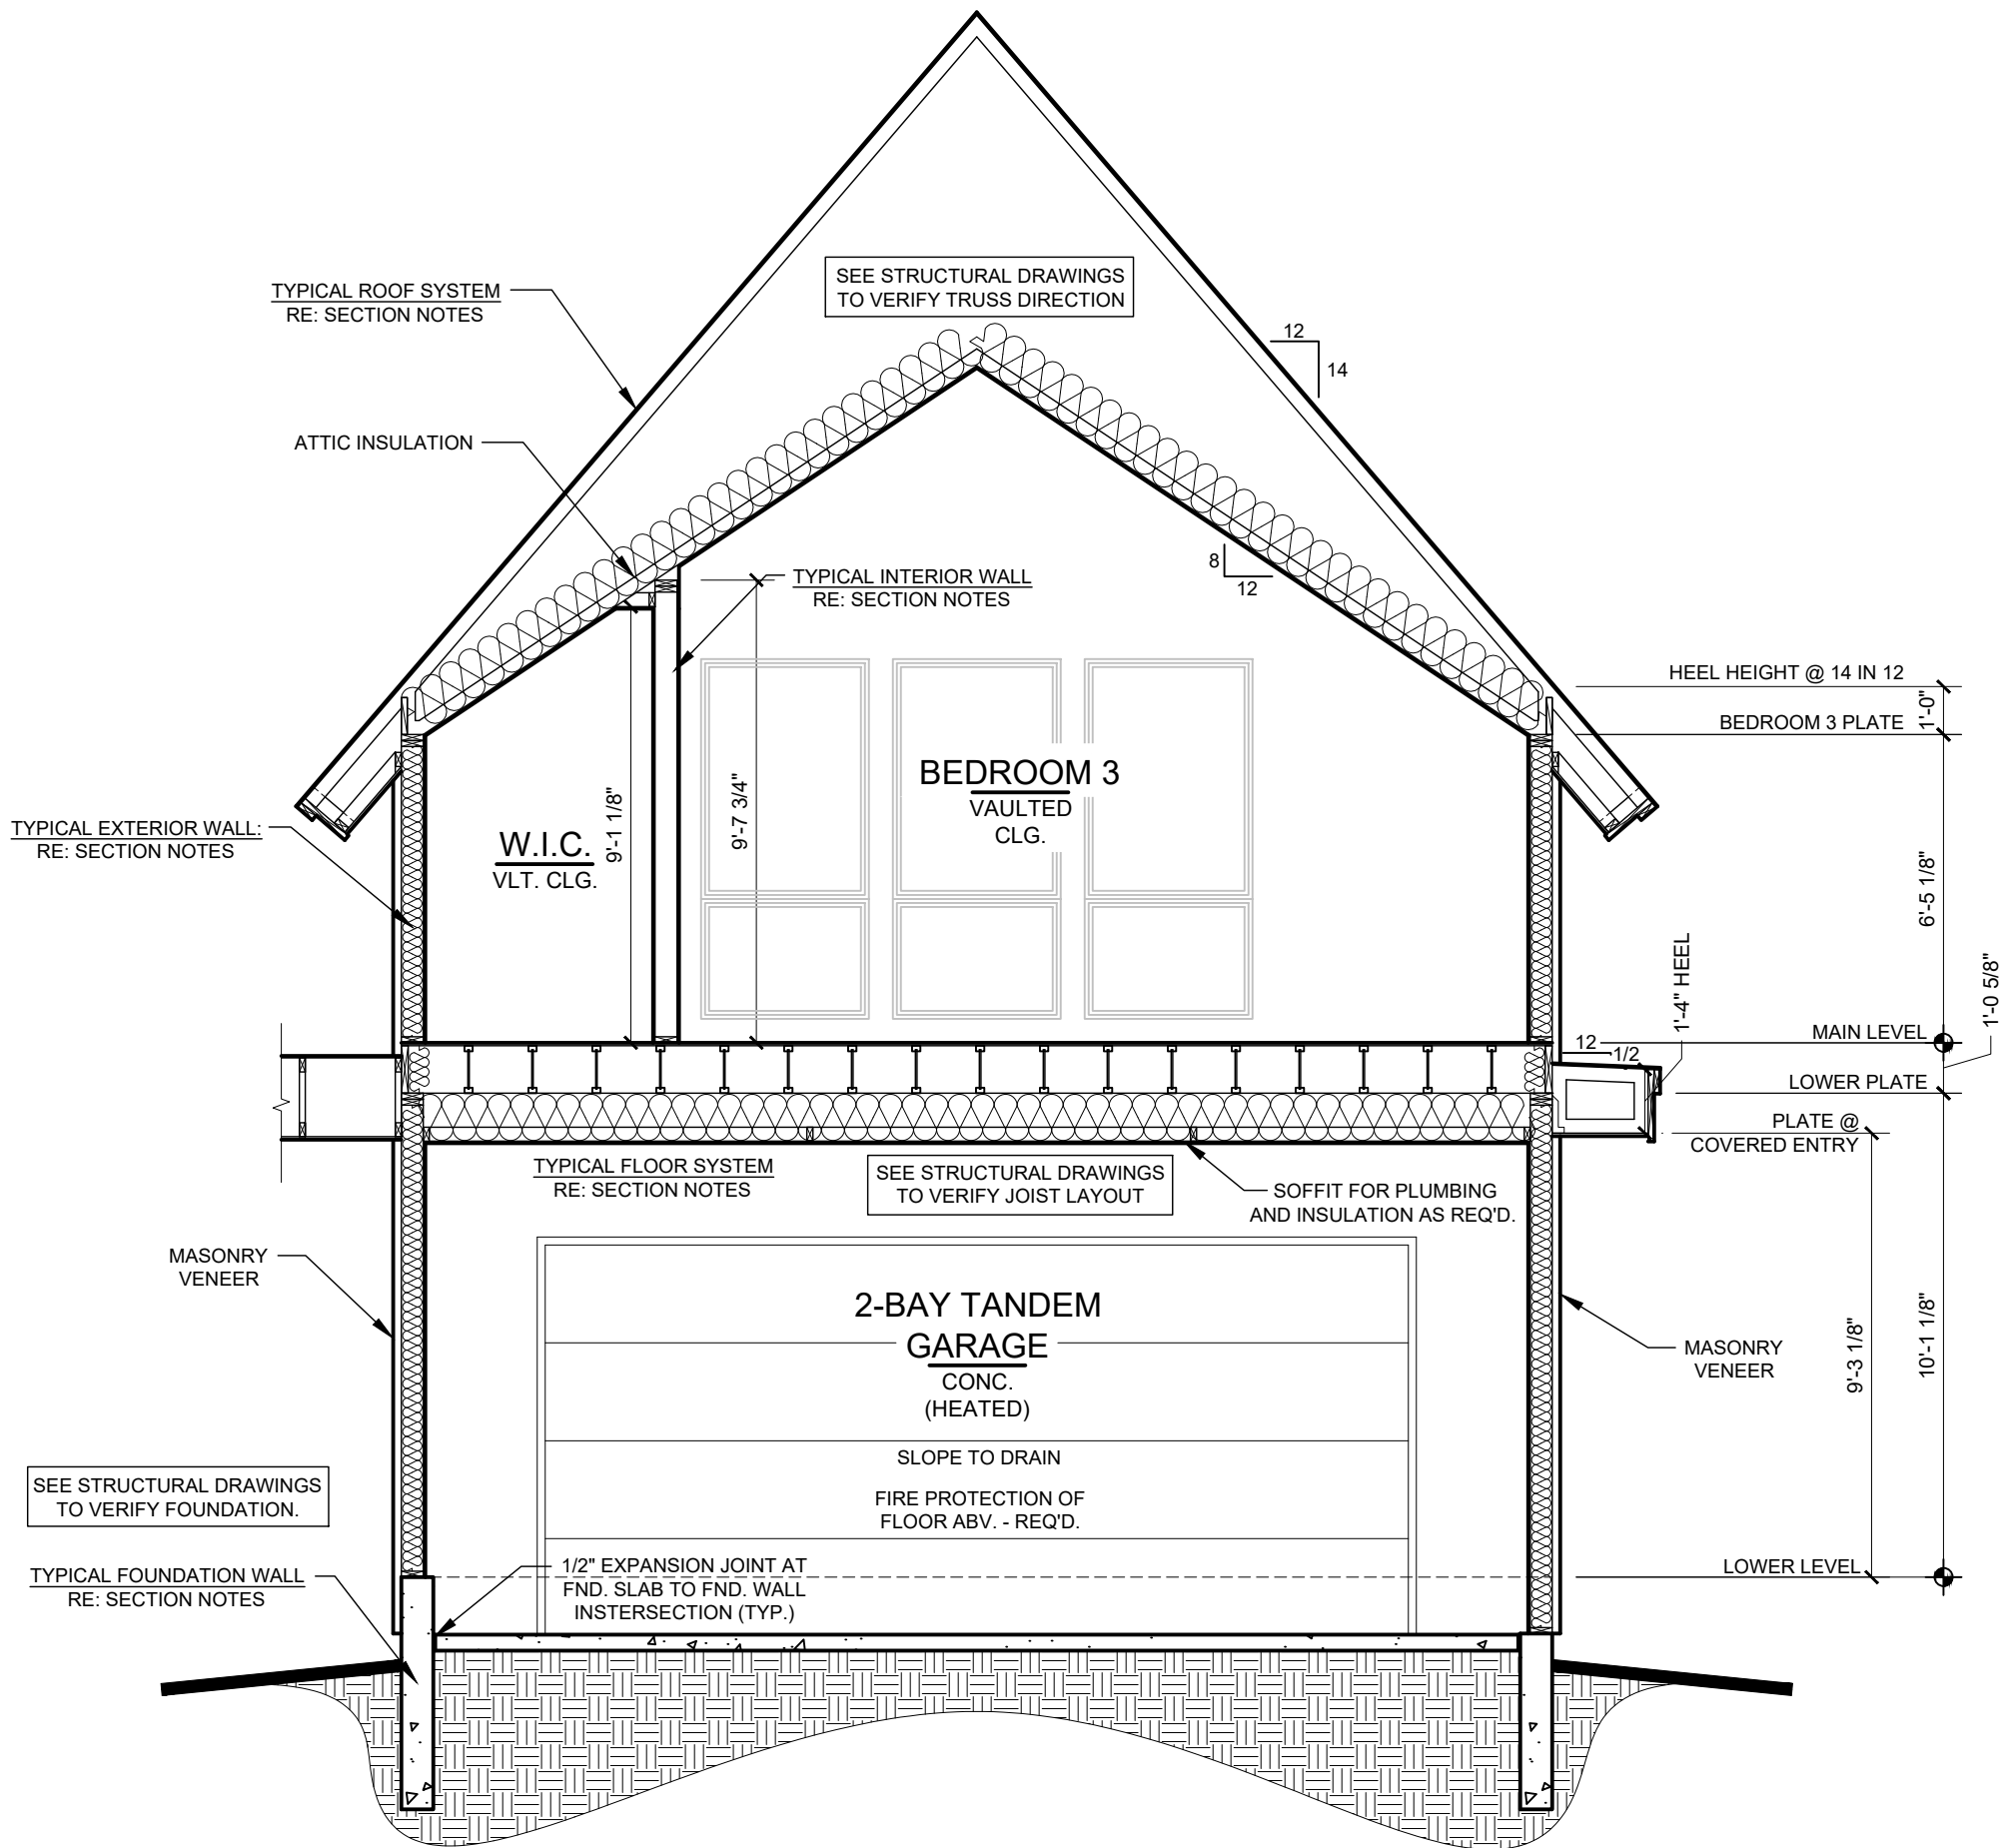 SEE STRUCTURAL DRAWINGS
TO VERIFY TRUSS DIRECTION
TYPICAL ROOF SYSTEM
RE: SECTION NOTES
12
14
ATTIC INSULATION
8
12
TYPICAL INTERIOR WALL
RE: SECTION NOTES
HEEL HEIGHT @ 14 IN 12
1'-0"
BEDROOM 3 PLATE
BEDROOM 3
VAULTED
CLG.
9'-1 1/8"
9'-7 3/4"
TYPICAL EXTERIOR WALL:
RE: SECTION NOTES
W.I.C.
VLT. CLG.
6'-5 1/8"
1'-4" HEEL
1'-0 5/8"
MAIN LEVEL
12
1/2
LOWER PLATE
PLATE @
COVERED ENTRY
TYPICAL FLOOR SYSTEM
RE: SECTION NOTES
SEE STRUCTURAL DRAWINGS
TO VERIFY JOIST LAYOUT
SOFFIT FOR PLUMBING
AND INSULATION AS REQ'D.
MASONRY
VENEER
2-BAY TANDEM
GARAGE
CONC.
(HEATED)
SLOPE TO DRAIN
FIRE PROTECTION OF
FLOOR ABV. - REQ'D.
MASONRY
VENEER
9'-3 1/8"
10'-1 1/8"
SEE STRUCTURAL DRAWINGS
TO VERIFY FOUNDATION.
TYPICAL FOUNDATION WALL
RE: SECTION NOTES
1/2" EXPANSION JOINT AT
FND. SLAB TO FND. WALL
INSTERSECTION (TYP.)
LOWER LEVEL